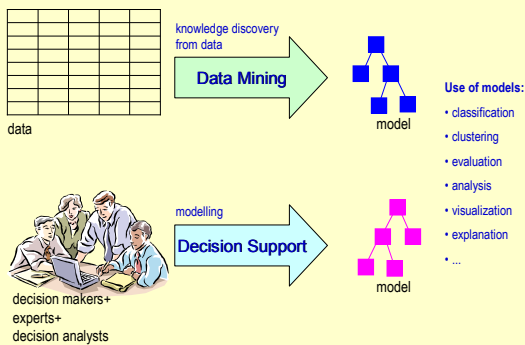 knowledge discovery
from data
Data Mining
data
model
Use of models:
• classification
• clustering
• evaluation
• analysis
• visualization
• explanation
• ...
modelling
Decision Support
model
decision makers+
experts+
decision analysts